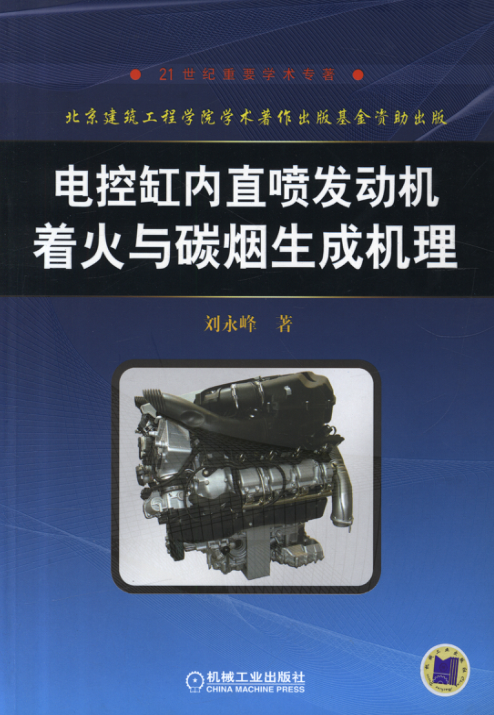 21世纪重要学术专著
北京建筑工程学院学术著作出版基金资助出版
电控缸内直喷发动机
着火与碳烟生成机理
刘永峰 著
机械工业出版社
CHINA MACHINE PRESS